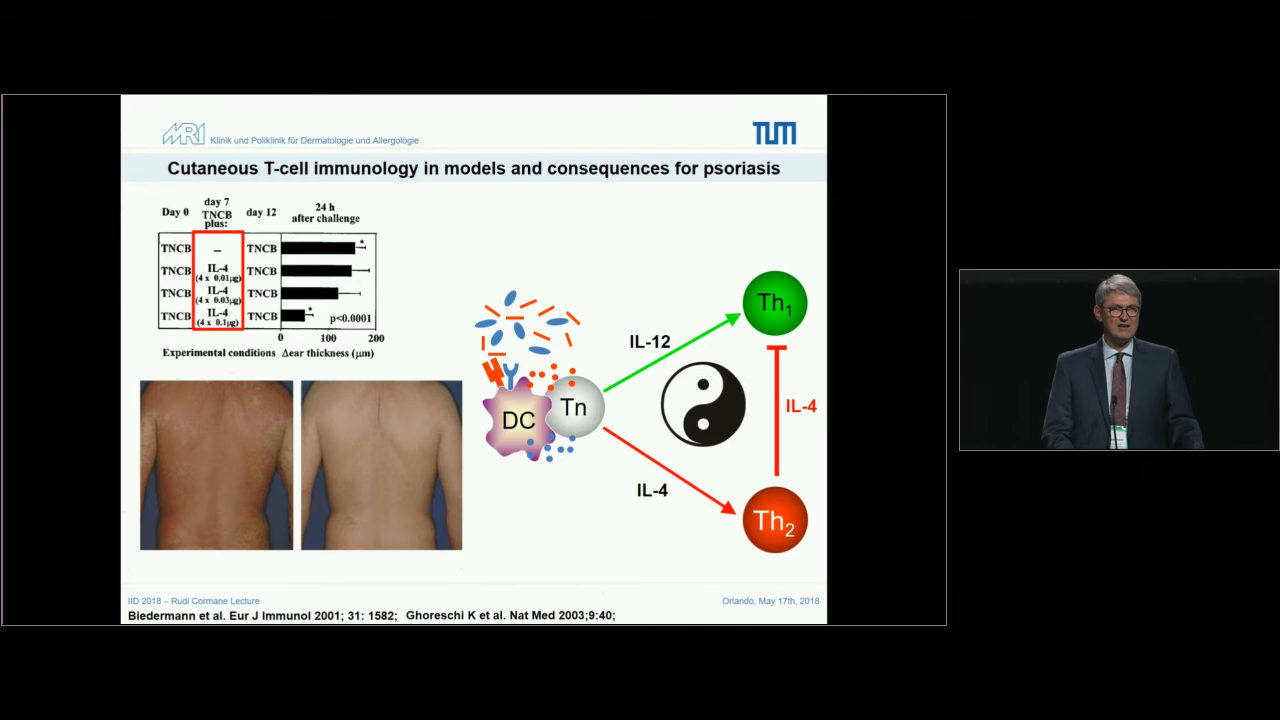 MRI Klinik und Poliklinik für Dermatologie und Allergologie
TUM
Cutaneous T-cell immunology in models and consequences for psoriasis
Day 0
day 7
TNCB
plus:
day 12
24 h
after challenge
TNCB – TNCB *
TNCB IL-4 TNCB
(4 x 0.01μg)
TNCB IL-4 TNCB
(4 x 0.03μg)
TNCB IL-4 TNCB *
(4 x 0.1μg)
p<0.0001
0 100 200
Experimental conditions Δear thickness (μm)
DC
Tn
IL-12
Th1
IL-4
IL-4
Th2
IID 2018 – Rudi Cormane Lecture
Orlando, May 17th, 2018
Biedermann et al. Eur J Immunol 2001; 31: 1582; Ghoreschi K et al. Nat Med 2003;9:40;